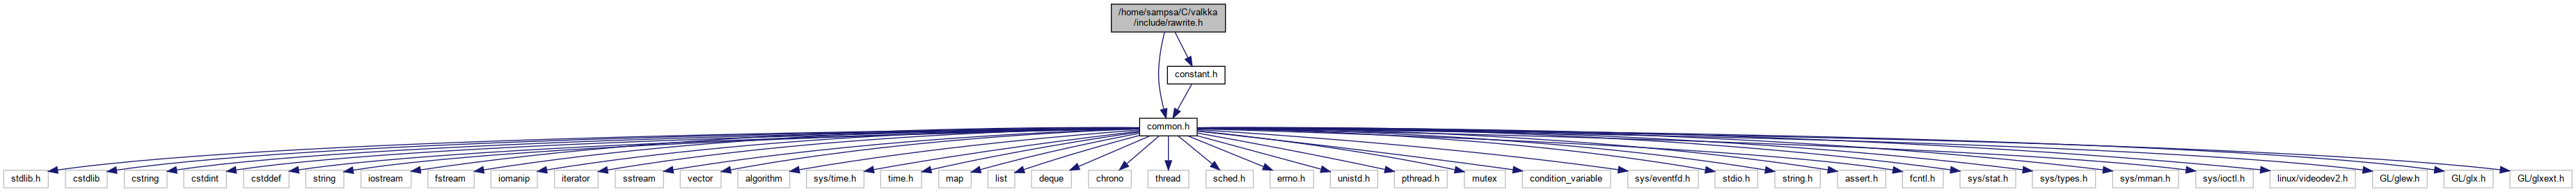 /home/sampsa/C/valkka
/include/rawrite.h
constant.h
common.h
stdlib.h
cstdlib
cstring
cstdint
cstddef
string
iostream
fstream
iomanip
iterator
sstream
vector
algorithm
sys/time.h
time.h
map
list
deque
chrono
thread
sched.h
errno.h
unistd.h
pthread.h
mutex
condition_variable
sys/eventfd.h
stdio.h
string.h
assert.h
fcntl.h
sys/stat.h
sys/types.h
sys/mman.h
sys/ioctl.h
linux/videodev2.h
GL/glew.h
GL/glx.h
GL/glxext.h